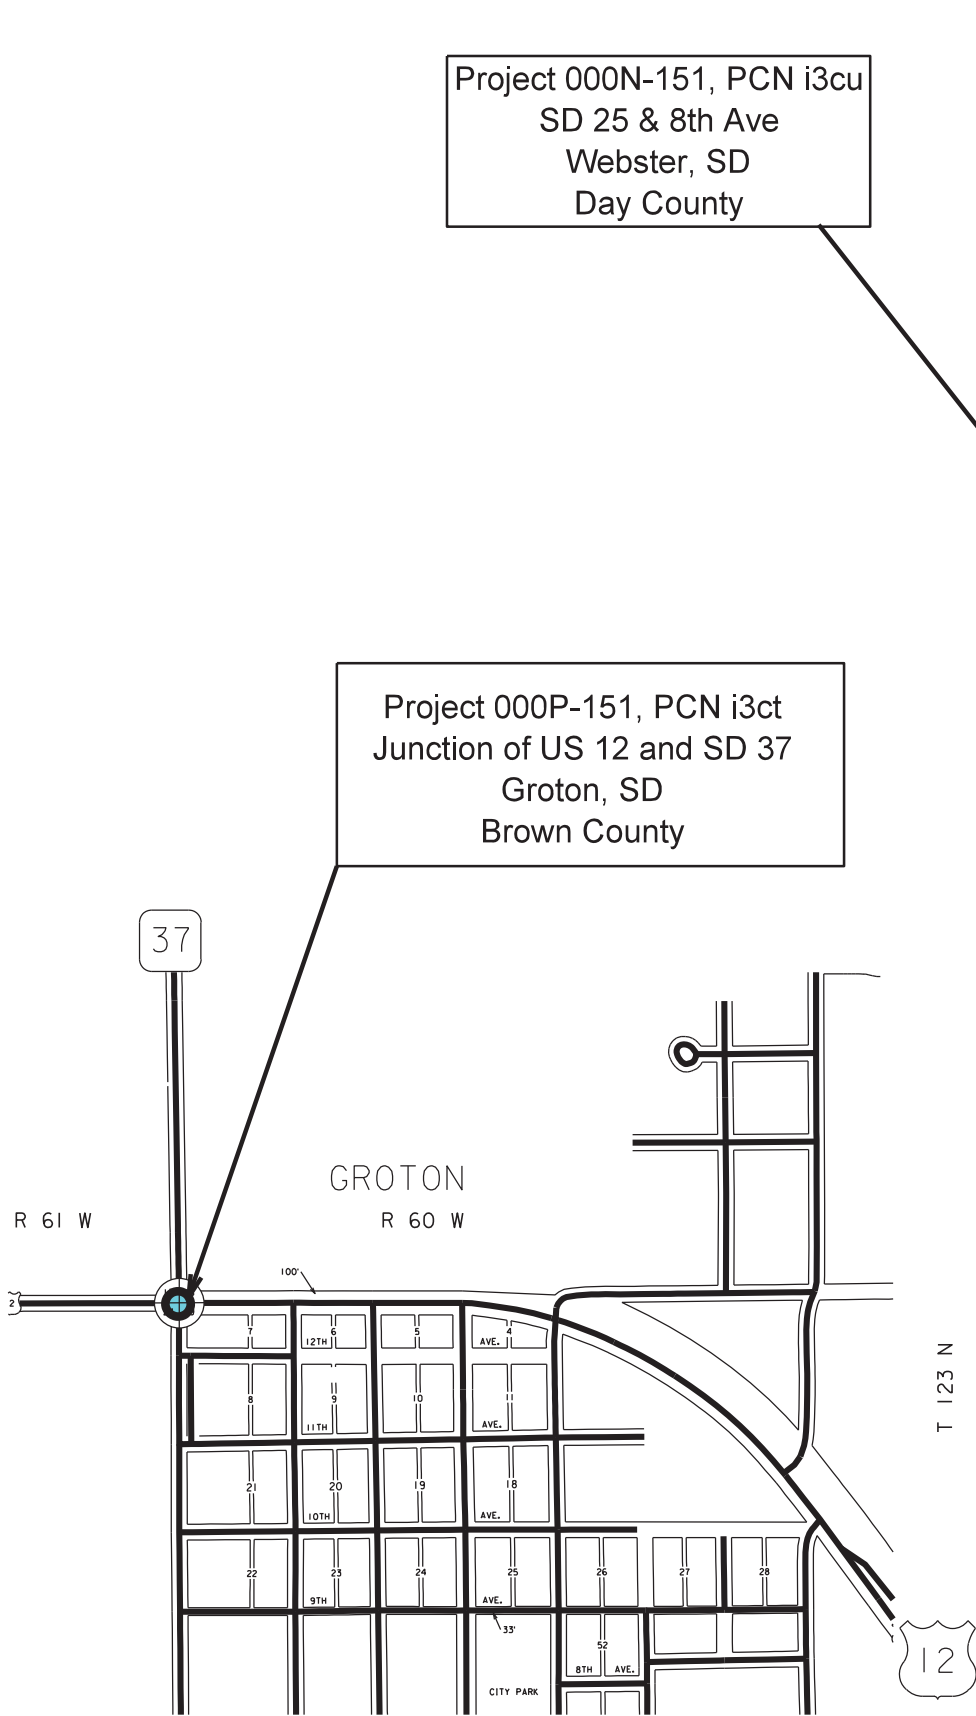 Project 000N-151, PCN i3cu
SD 25 & 8th Ave
Webster, SD
Day County
Project 000P-151, PCN i3ct
Junction of US 12 and SD 37
Groton, SD
Brown County
37
GROTON
R 61 W
R 60 W
100'
2
7
6
5
4
12TH
AVE.
T 123 N
8
9
10
11
11TH
AVE.
21
20
19
18
10TH
AVE.
22
23
24
25
26
27
28
9TH
AVE.
33'
52
8TH AVE.
CITY PARK
12